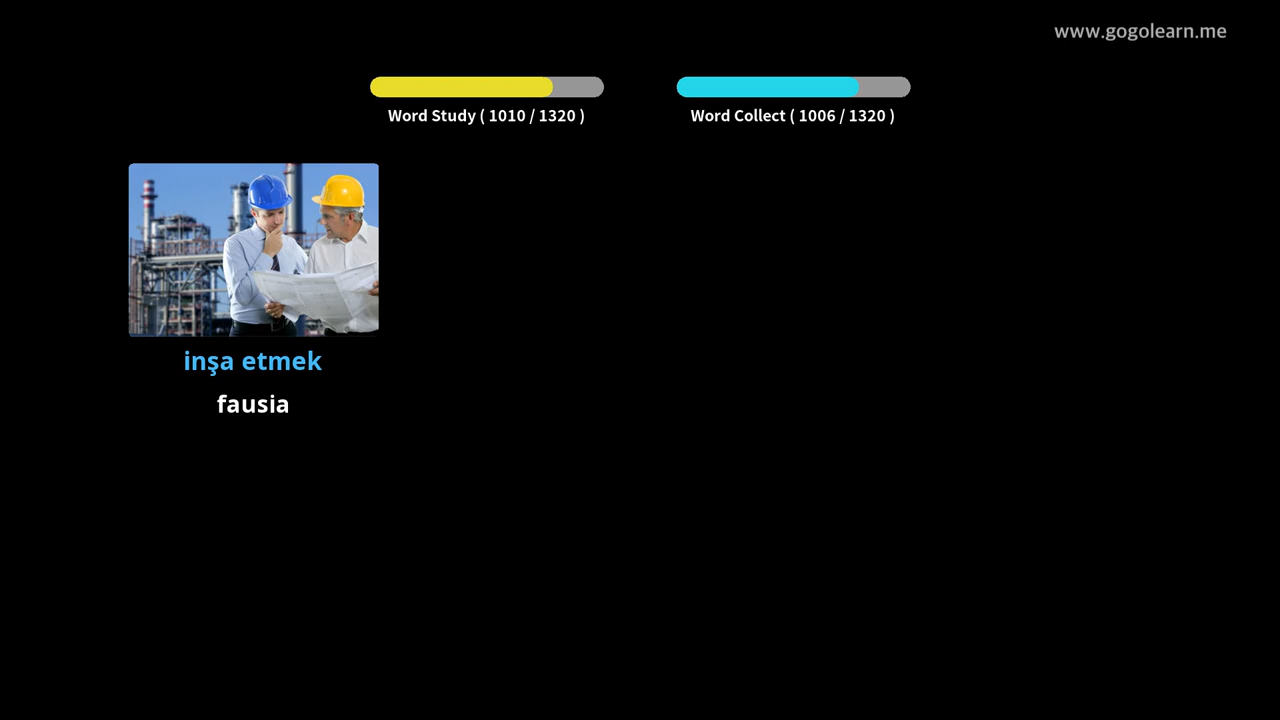 www.gogolearn.me
Word Study ( 1010 / 1320 )
Word Collect ( 1006 / 1320 )
inşa etmek
fausia